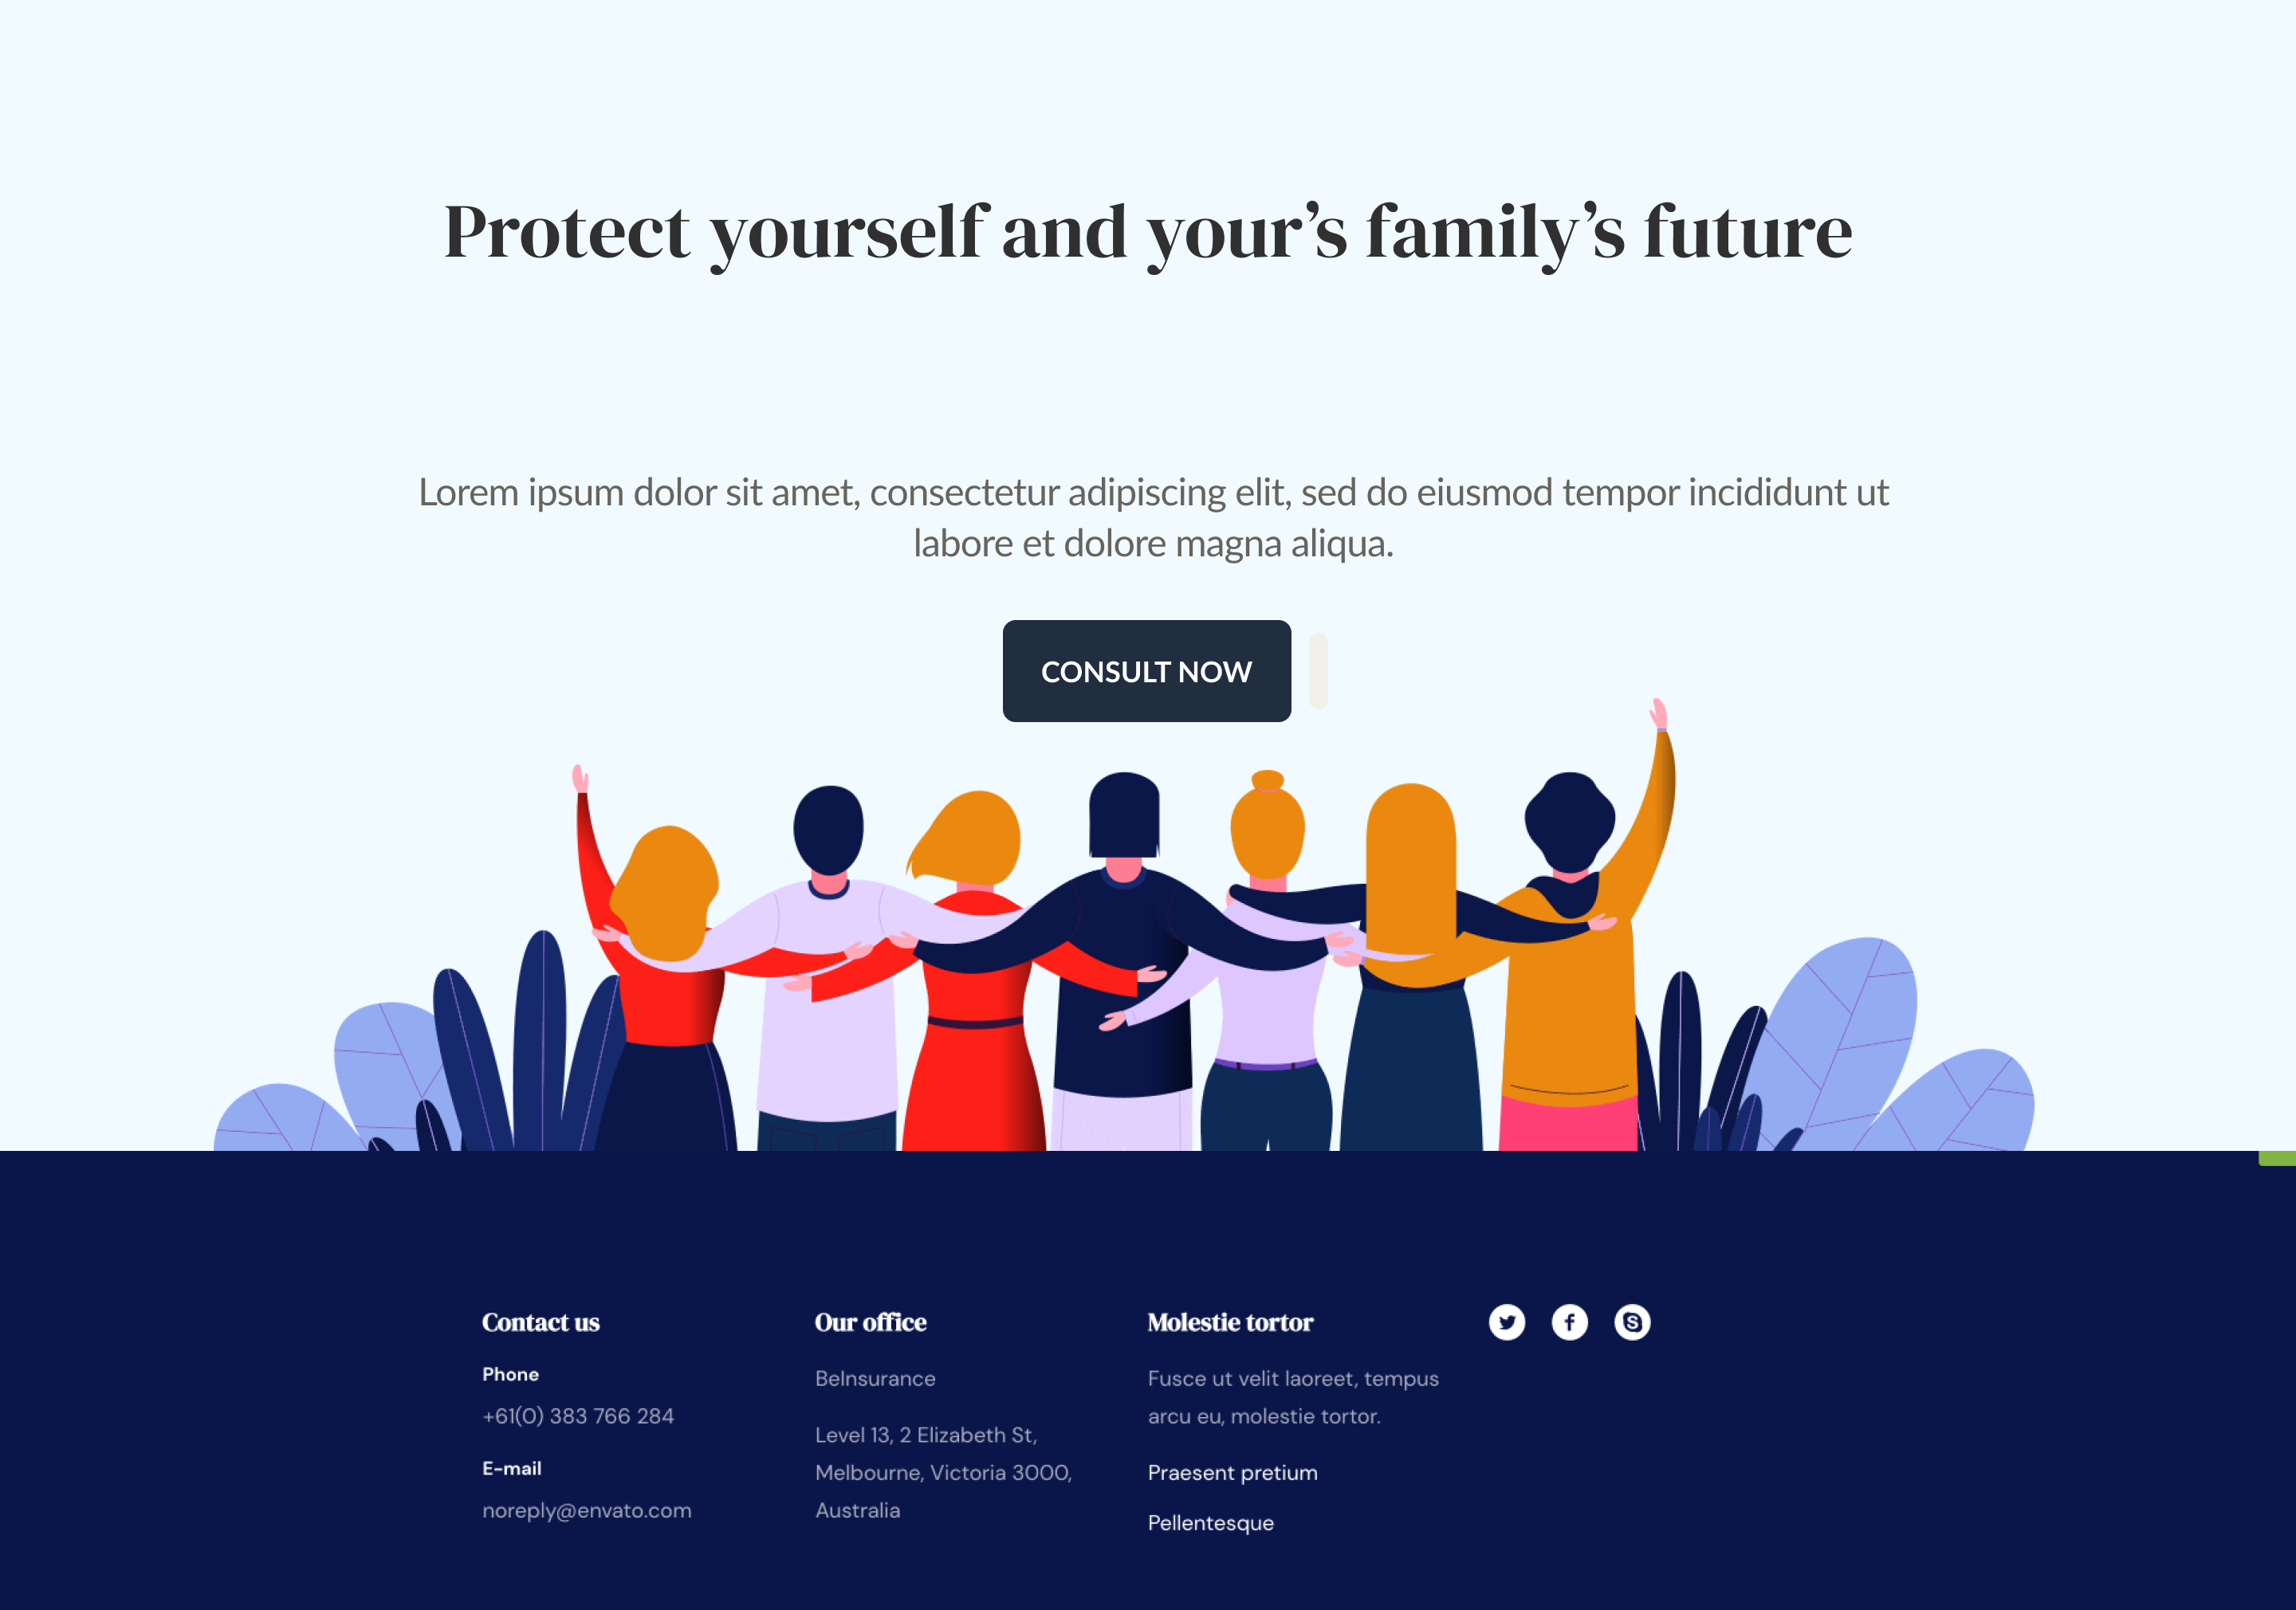 Protect yourself and your’s family’s future
Lorem ipsum dolor sit amet, consectetur adipiscing elit, sed do eiusmod tempor incididunt ut
labore et dolore magna aliqua.
CONSULT NOW
Contact us
Phone
+61(0) 383 766 284
E-mail
noreply@envato.com
Our office
BeInsurance
Level 13, 2 Elizabeth St,
Melbourne, Victoria 3000,
Australia
Molestie tortor
Fusce ut velit laoreet, tempus
arcu eu, molestie tortor.
Praesent pretium
Pellentesque